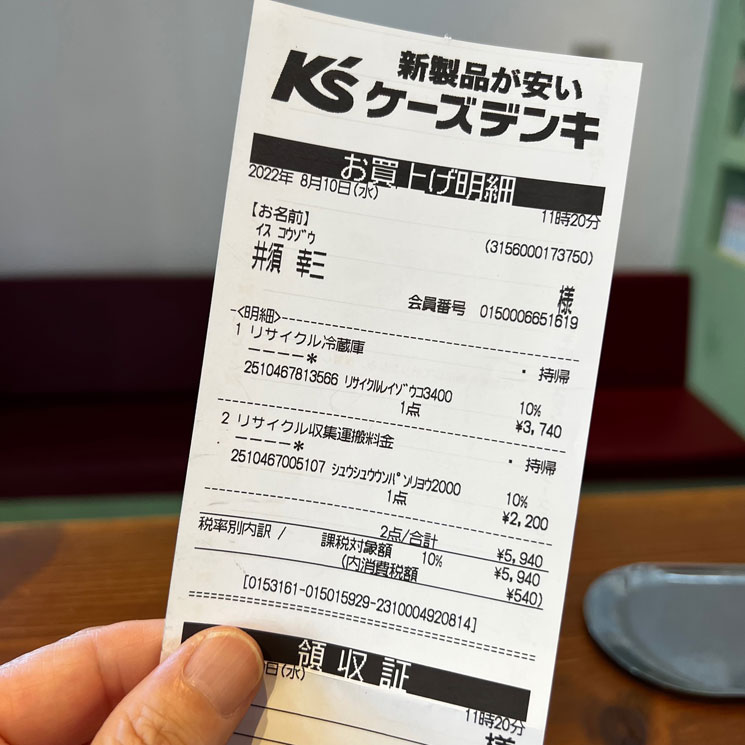 新製品が安い
K's ケーズデンキ
お買上げ明細
2022年 8月10日(水) 11時20分
【お名前】 (3156000173750)
イス コウゾウ
井須 幸三 様
会員番号 0150006651619
-<明細>-
1 リサイクル冷蔵庫 ・ 持帰
ーーーー*
2510467813566 リサイクルレイゾウコ3400 10%
1点 ¥3,740
2 リサイクル収集運搬料金 ・ 持帰
ーーーー*
2510467005107 シュウシュウウンパンリョウ2000 10%
1点 ¥2,200
2点/合計 ¥5,940
税率別内訳 / 課税対象額 10% ¥5,940
(内消費税額 ¥540)
[0153161-015015929-2310004920814]
領収証
日(水) 11時20分
様